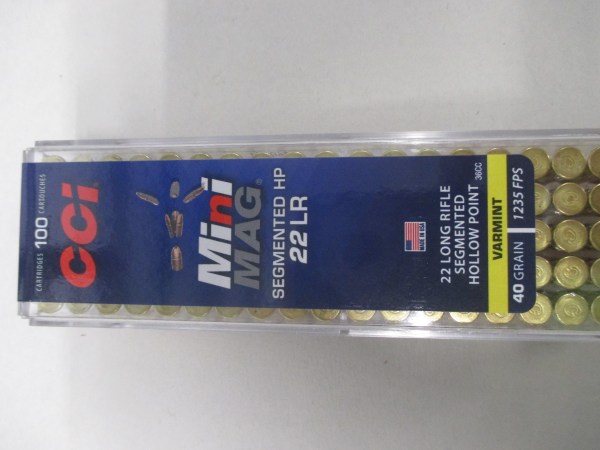 CARTRIDGES 100 CARTOUCHES
CCi
Mini
MAG®
SEGMENTED HP
22 LR
MADE IN USA
22 LONG RIFLE
SEGMENTED
HOLLOW POINT 36CC
VARMINT
40 GRAIN 1235 FPS